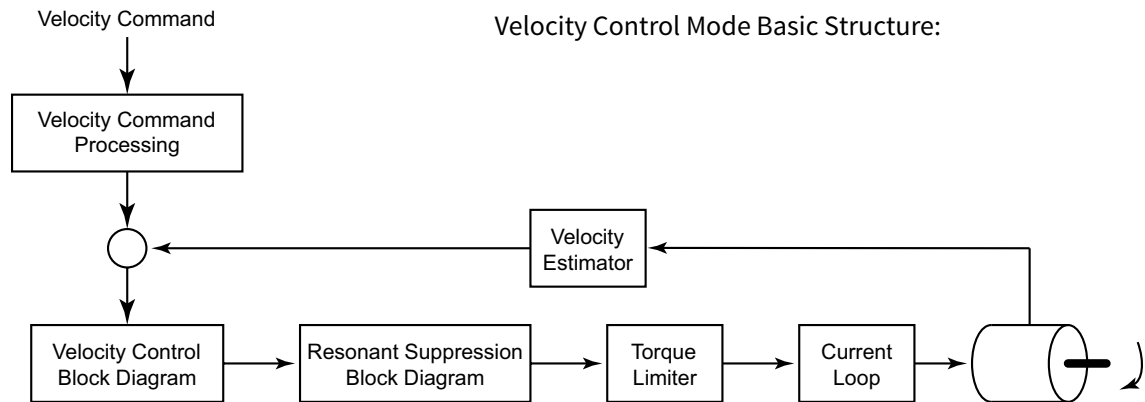 Velocity Command
Velocity Control Mode Basic Structure:
Velocity Command
Processing
Velocity
Estimator
Velocity Control
Block Diagram
Resonant Suppression
Block Diagram
Torque
Limiter
Current
Loop